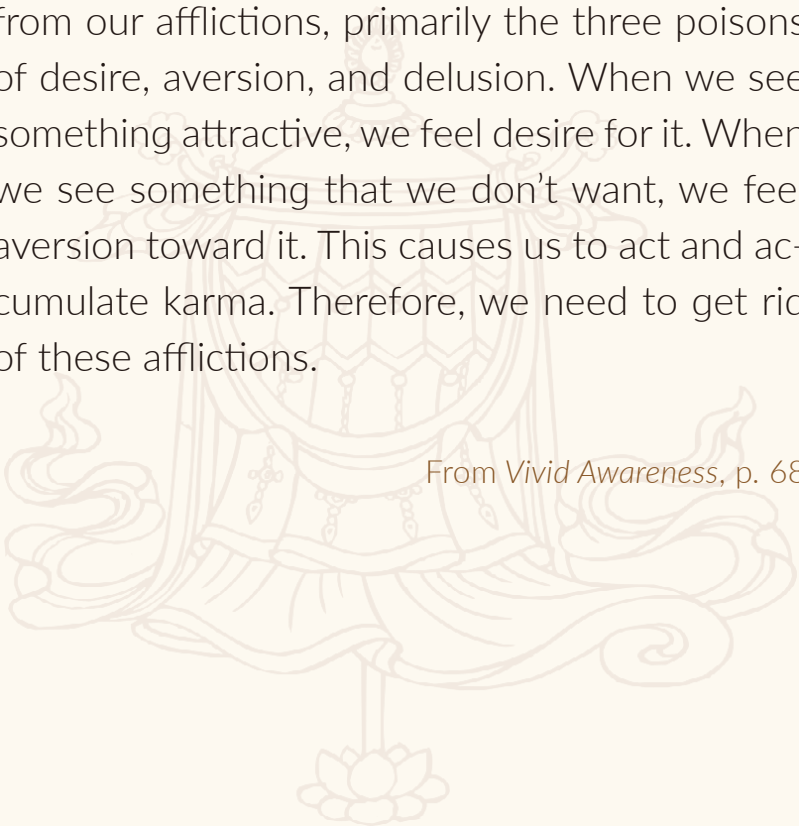 from our afflictions, primarily the three poisons
of desire, aversion, and delusion. When we see
something attractive, we feel desire for it. When
we see something that we don’t want, we feel
aversion toward it. This causes us to act and ac-
cumulate karma. Therefore, we need to get rid
of these afflictions.
From Vivid Awareness, p. 68